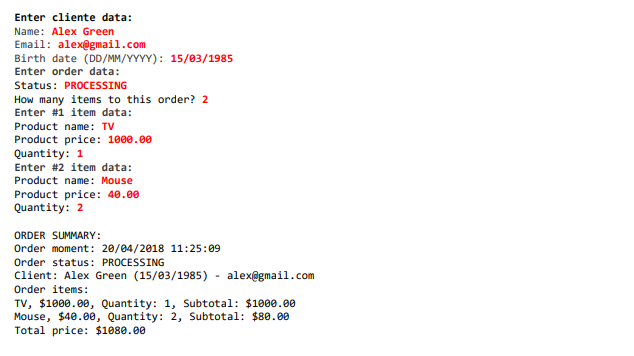 Enter cliente data:
Name: Alex Green
Email: alex@gmail.com
Birth date (DD/MM/YYYY): 15/03/1985
Enter order data:
Status: PROCESSING
How many items to this order? 2
Enter #1 item data:
Product name: TV
Product price: 1000.00
Quantity: 1
Enter #2 item data:
Product name: Mouse
Product price: 40.00
Quantity: 2

ORDER SUMMARY:
Order moment: 20/04/2018 11:25:09
Order status: PROCESSING
Client: Alex Green (15/03/1985) - alex@gmail.com
Order items:
TV, $1000.00, Quantity: 1, Subtotal: $1000.00
Mouse, $40.00, Quantity: 2, Subtotal: $80.00
Total price: $1080.00